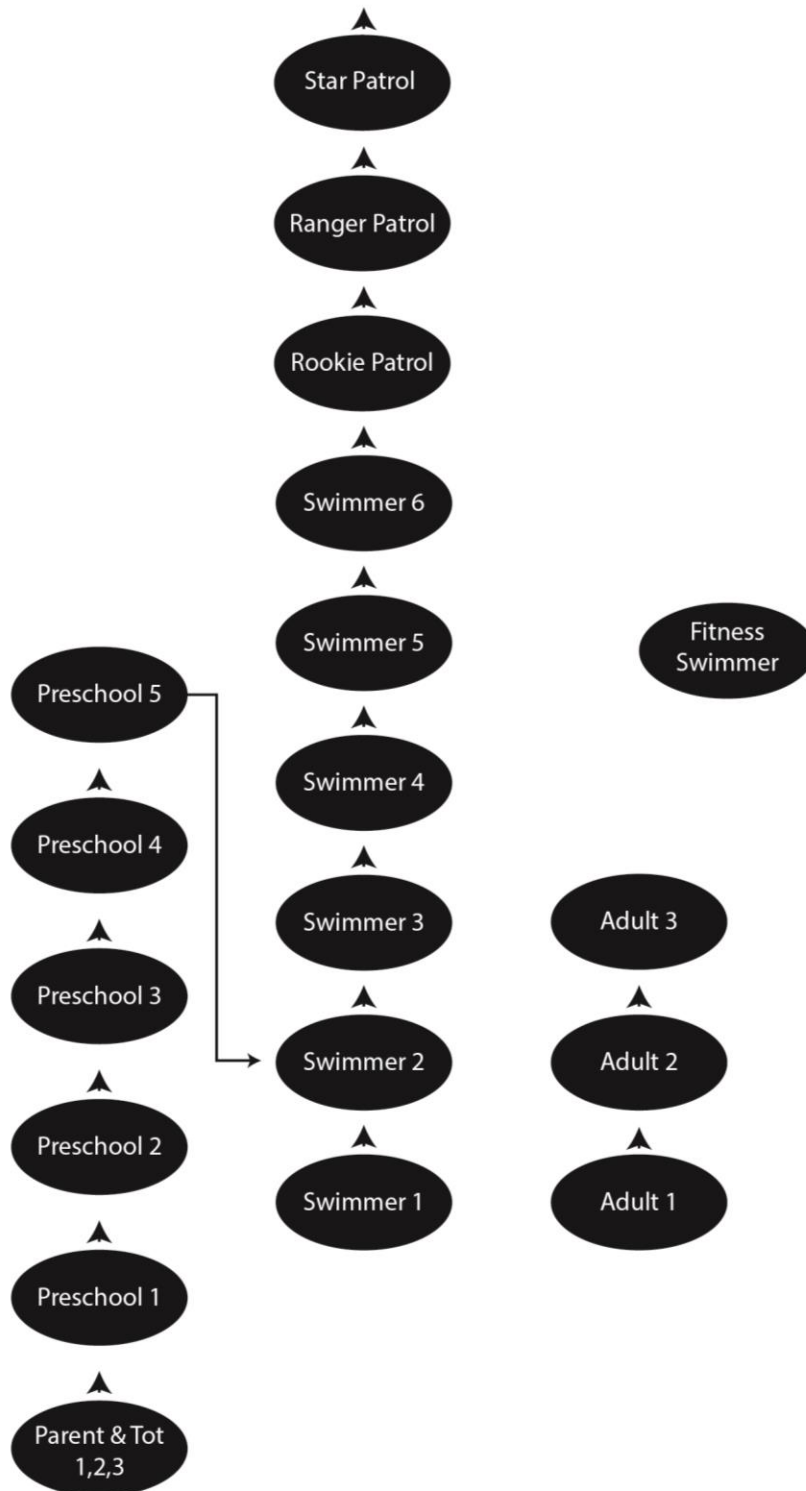 Star Patrol
Ranger Patrol
Rookie Patrol
Swimmer 6
Swimmer 5
Fitness
Swimmer
Preschool 5
Swimmer 4
Preschool 4
Swimmer 3
Adult 3
Preschool 3
Swimmer 2
Adult 2
Preschool 2
Swimmer 1
Adult 1
Preschool 1
Parent & Tot
1,2,3